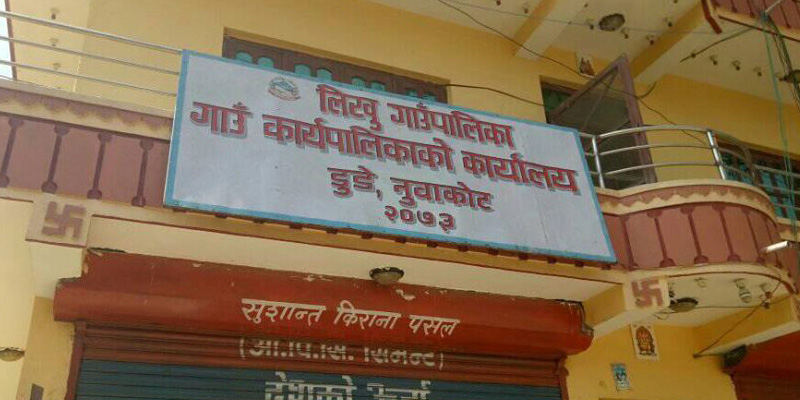 लिखु गाउँपालिका
गाउँ कार्यपालिकाको कार्यालय
डुडे, नुवाकोट
२०७३
सुशान्त किराना पसल